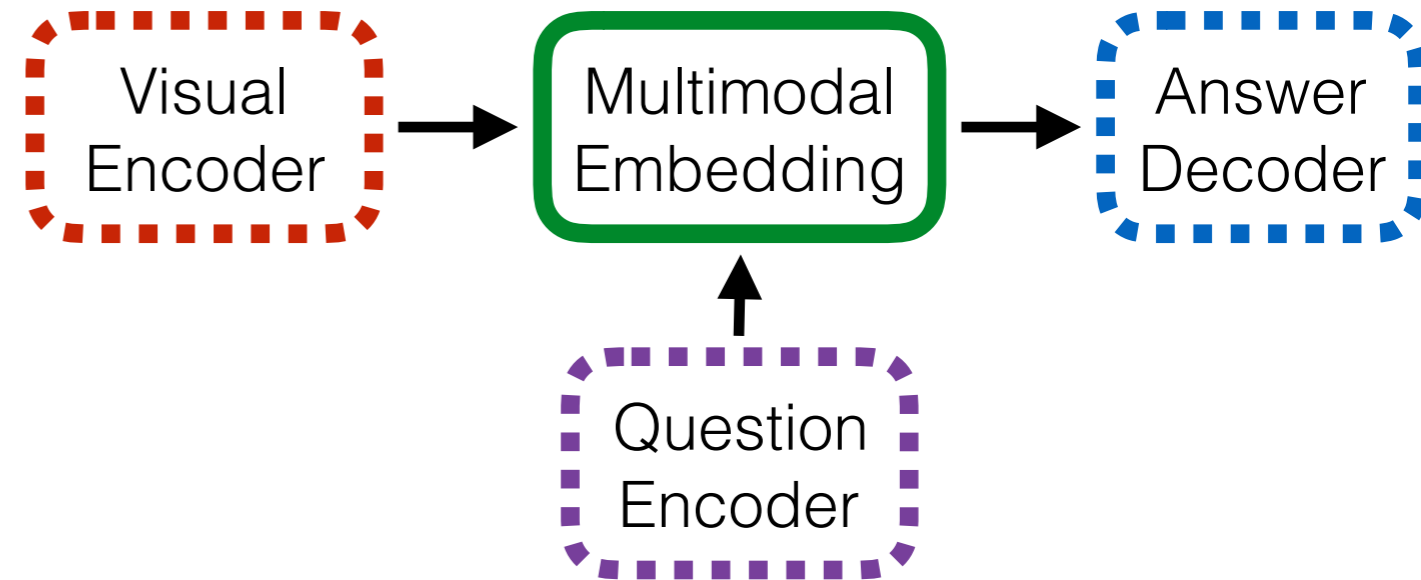 Visual
Encoder
Multimodal
Embedding
Answer
Decoder
Question
Encoder